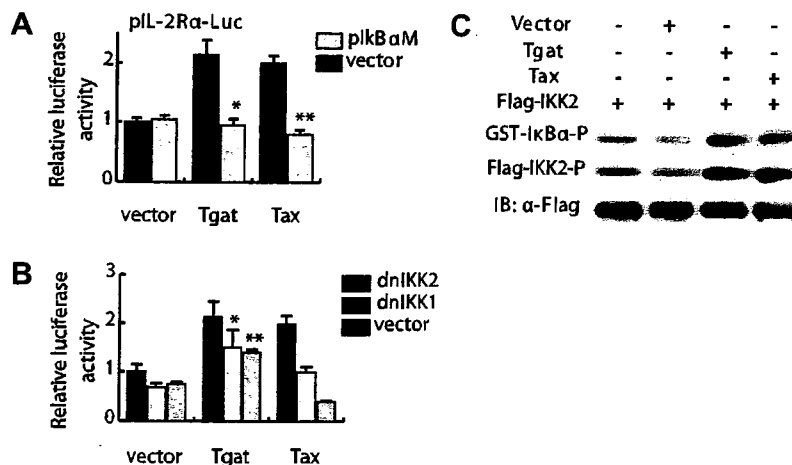 A
pIL-2Rα-Luc
Relative luciferase activity
2
1
pIkBαM
vector
*
**
vector Tgat Tax
B
Relative luciferase activity
3
2
1
0
dnIKK2
dnIKK1
vector
*
**
vector Tgat Tax
C
Vector - + - -
Tgat - - + -
Tax - - - +
Flag-IKK2 + + + +
GST-IκBα-P
Flag-IKK2-P
IB: α-Flag